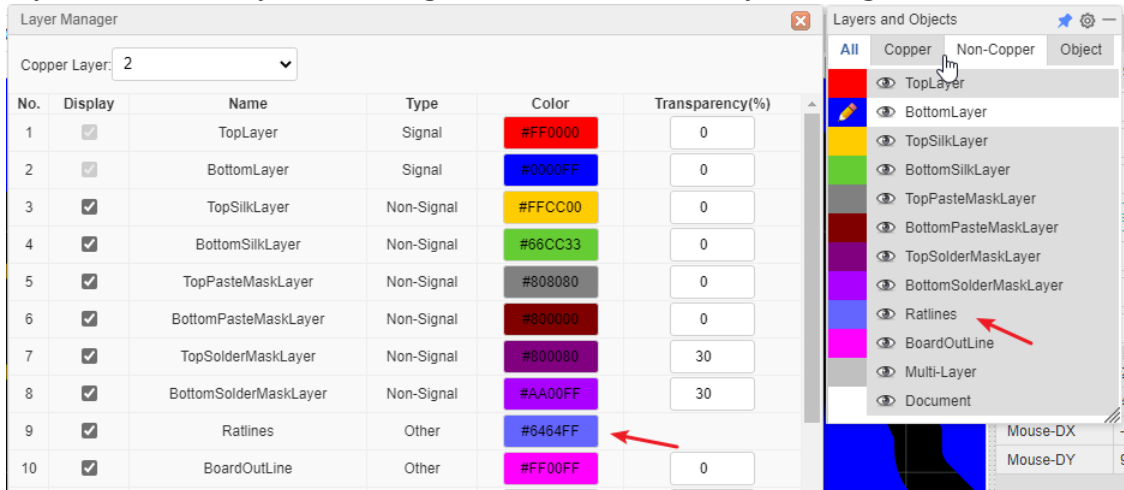 Layer Manager
Copper Layer: 2
No. Display Name Type Color Transparency(%)
1 TopLayer Signal #FF0000 0
2 BottomLayer Signal #0000FF 0
3 TopSilkLayer Non-Signal #FFCC00 0
4 BottomSilkLayer Non-Signal #66CC33 0
5 TopPasteMaskLayer Non-Signal #808080 0
6 BottomPasteMaskLayer Non-Signal #800000 0
7 TopSolderMaskLayer Non-Signal #800080 30
8 BottomSolderMaskLayer Non-Signal #AA00FF 30
9 Ratlines Other #6464FF
10 BoardOutLine Other #FF00FF 0
Layers and Objects
All Copper Non-Copper Object
TopLayer
BottomLayer
TopSilkLayer
BottomSilkLayer
TopPasteMaskLayer
BottomPasteMaskLayer
TopSolderMaskLayer
BottomSolderMaskLayer
Ratlines
BoardOutLine
Multi-Layer
Document
Mouse-DX
Mouse-DY